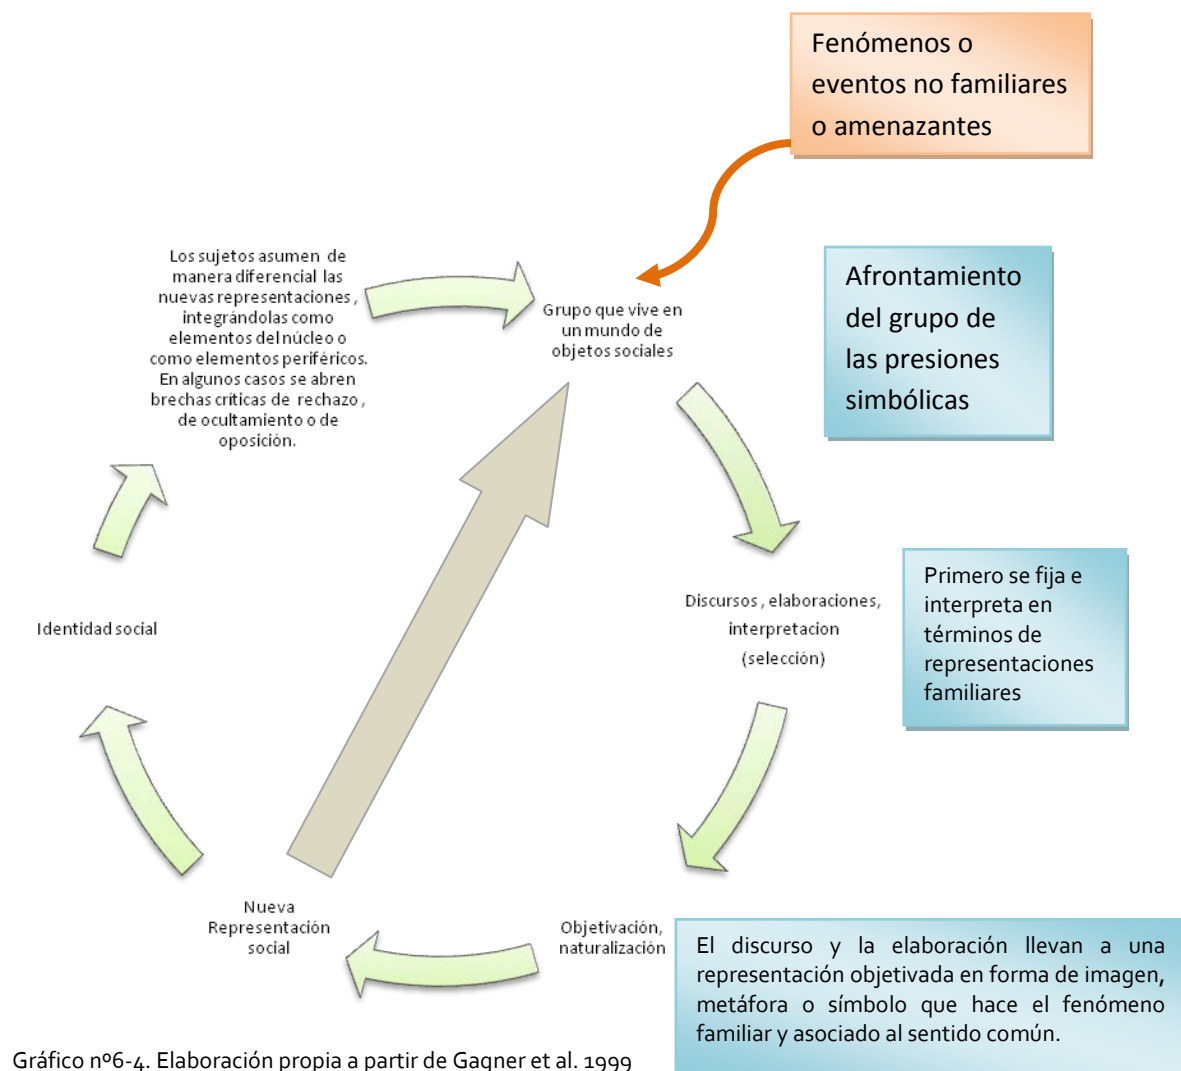 Fenómenos o
eventos no familiares
o amenazantes
Los sujetos asumen de
manera diferencial las
nuevas representaciones,
integrándolas como
elementos del núcleo o
como elementos periféricos.
En algunos casos se abren
brechas críticas de rechazo,
de ocultamiento o de
oposición.
Grupo que vive en
un mundo de
objetos sociales
Afrontamiento
del grupo de
las presiones
simbólicas
Discursos, elaboraciones,
interpretacion
(selección)
Primero se fija e
interpreta en
términos de
representaciones
familiares
Identidad social
Nueva
Representación
social
Objetivación,
naturalización
El discurso y la elaboración llevan a una
representación objetivada en forma de imagen,
metáfora o símbolo que hace el fenómeno
familiar y asociado al sentido común.
Gráfico nº6-4. Elaboración propia a partir de Gagner et al. 1999